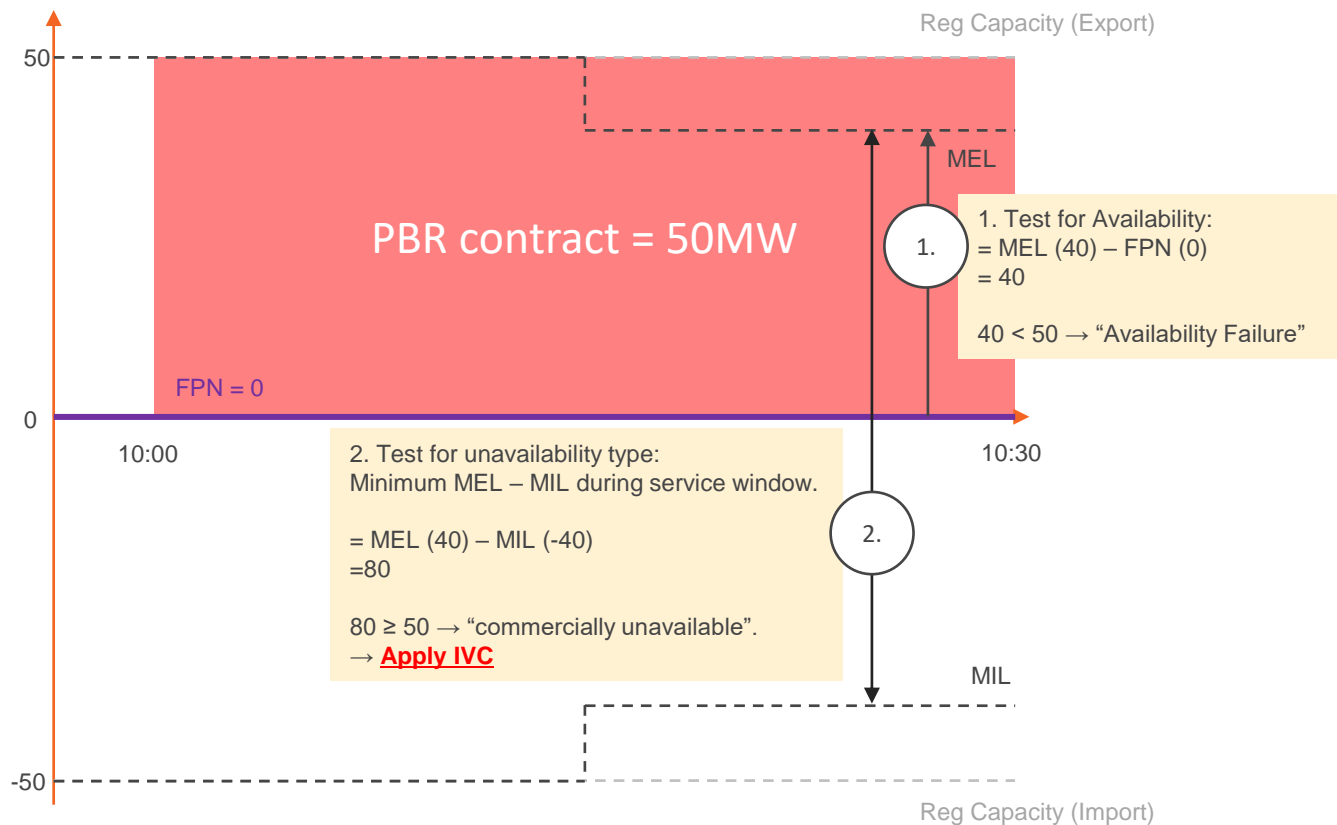 Reg Capacity (Export)
50
MEL
PBR contract = 50MW
1.
1. Test for Availability:
= MEL (40) – FPN (0)
= 40
40 < 50 → “Availability Failure”
FPN = 0
0
10:00
10:30
2. Test for unavailability type:
Minimum MEL – MIL during service window.
= MEL (40) – MIL (-40)
=80
80 ≥ 50 → “commercially unavailable”.
→ Apply IVC
2.
MIL
-50
Reg Capacity (Import)